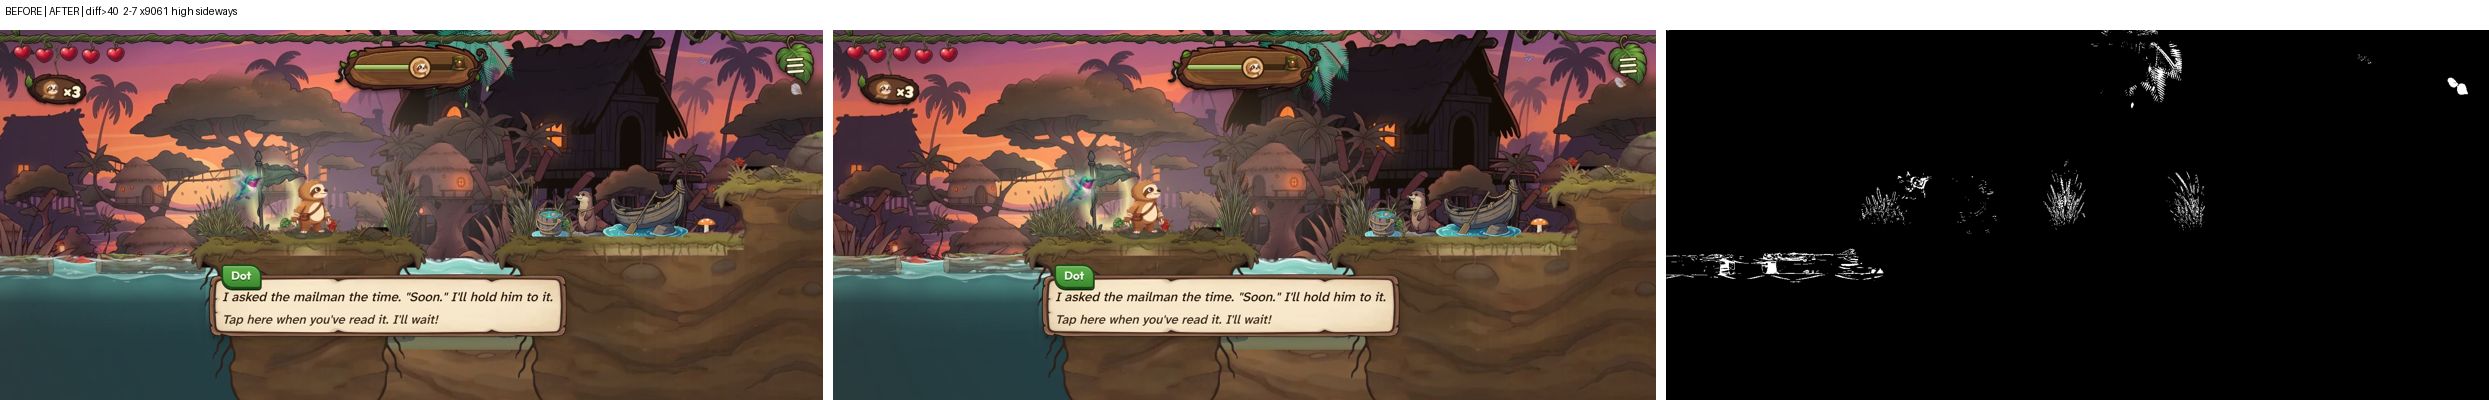 BEFORE | AFTER | diff>40 2-7 x9061 high sideways
×3
×3
Dot
I asked the mailman the time. "Soon." I'll hold him to it.
Tap here when you've read it. I'll wait!
Dot
I asked the mailman the time. "Soon." I'll hold him to it.
Tap here when you've read it. I'll wait!